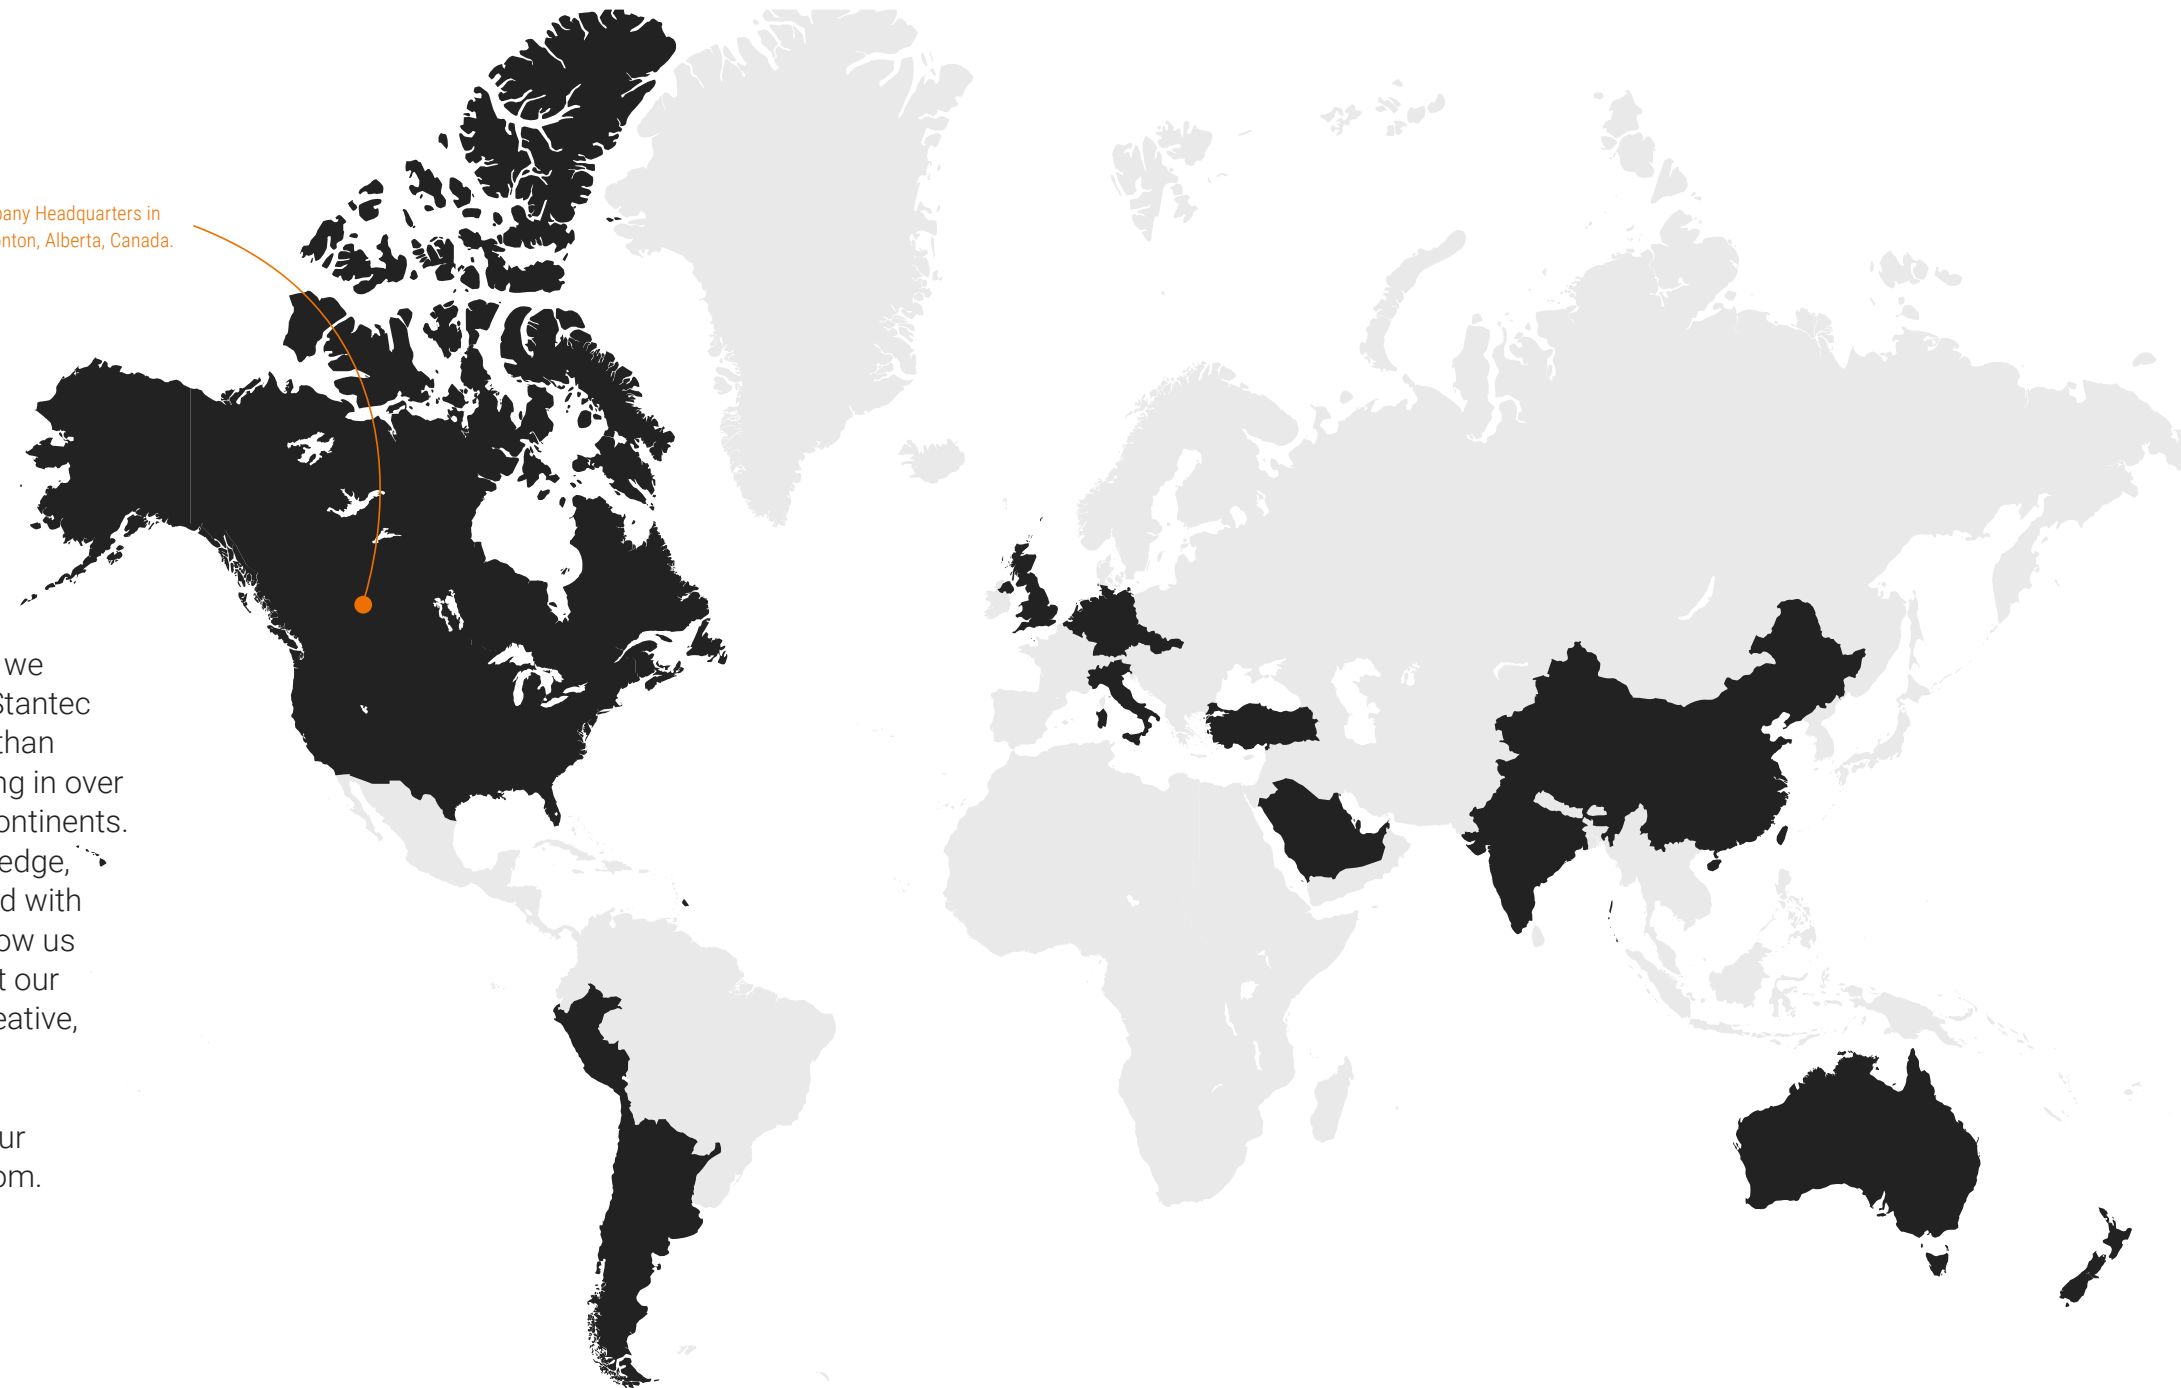 pany Headquarters in
onton, Alberta, Canada.
we
Stantec
than
ng in over
ontinents.
edge,
d with
ow us
t our
eative,
ur
om.